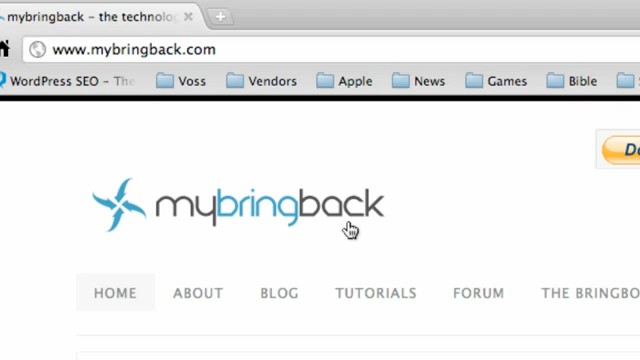 mybringback - the technolog
www.mybringback.com
WordPress SEO - The
Voss
Vendors
Apple
News
Games
Bible
mybringback
HOME
ABOUT
BLOG
TUTORIALS
FORUM
THE